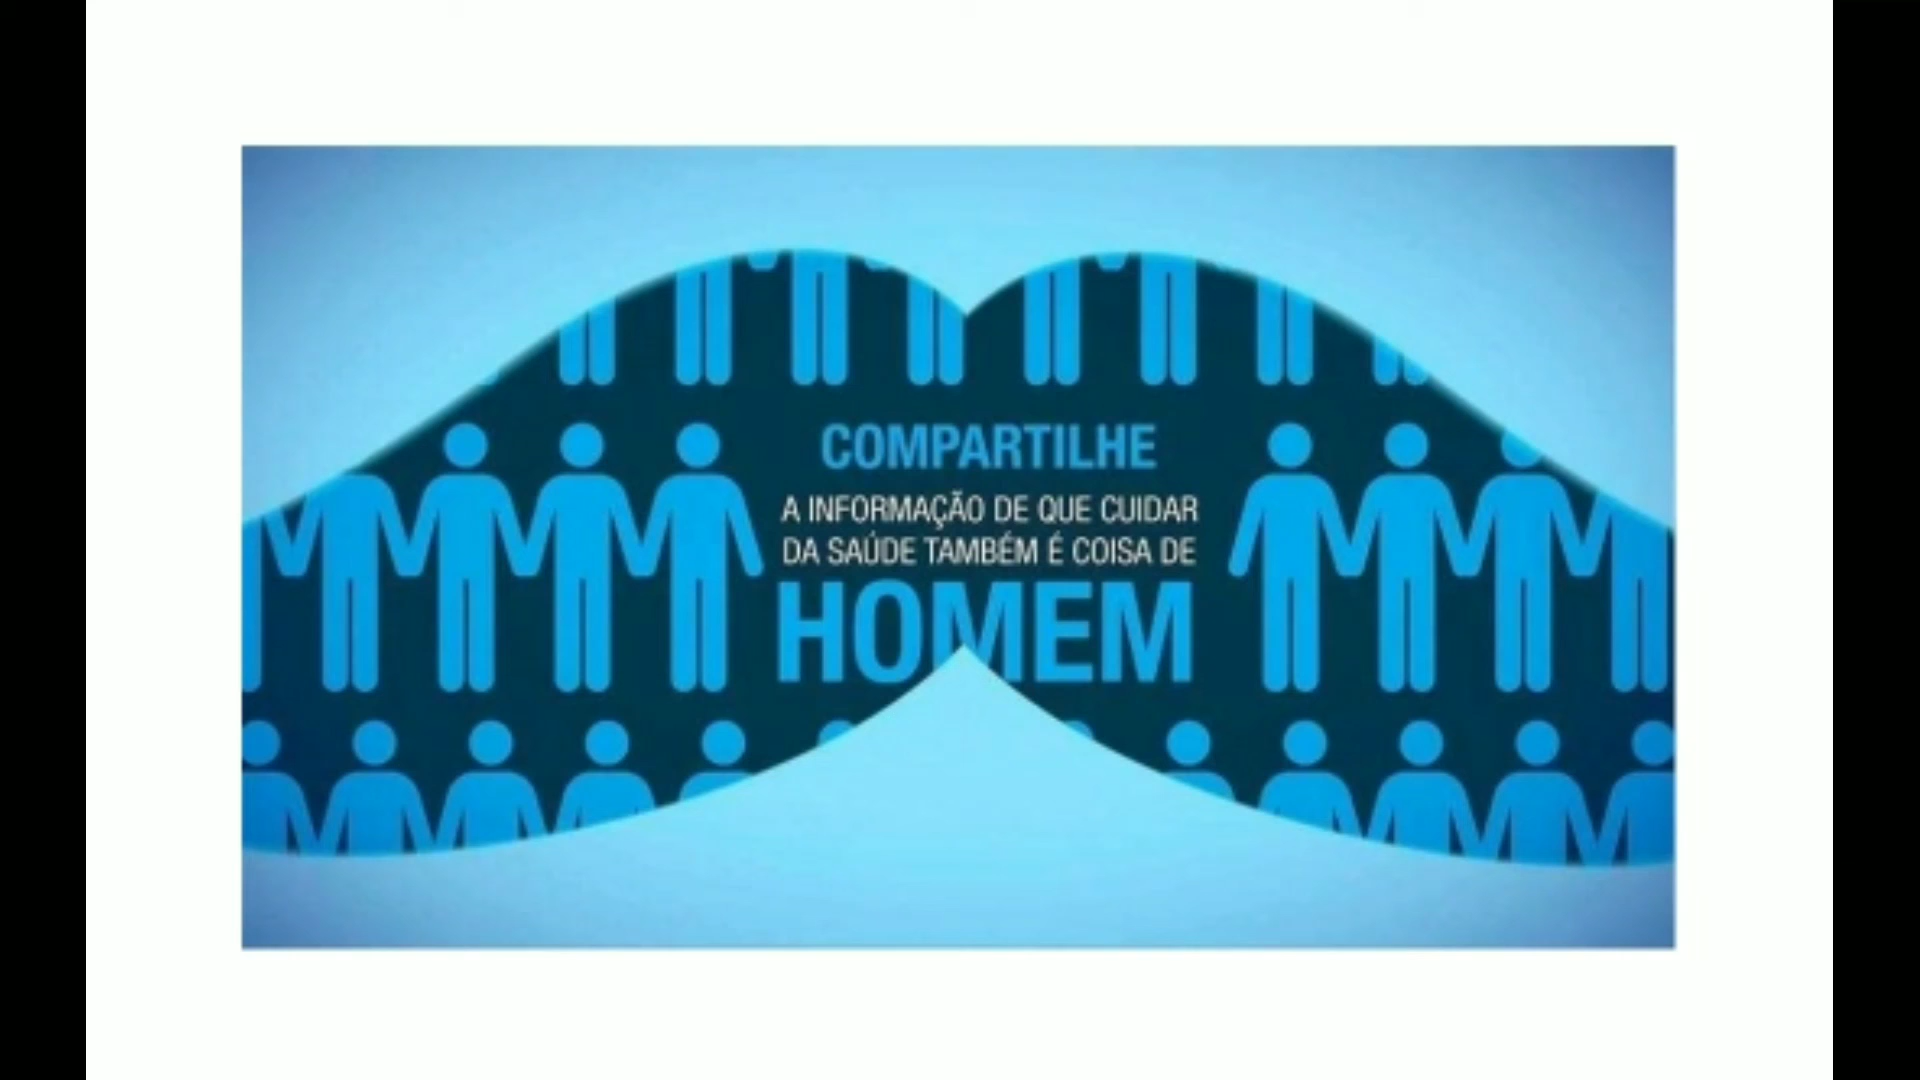 COMPARTILHE
A INFORMAÇÃO DE QUE CUIDAR
DA SAÚDE TAMBÉM É COISA DE
HOMEM